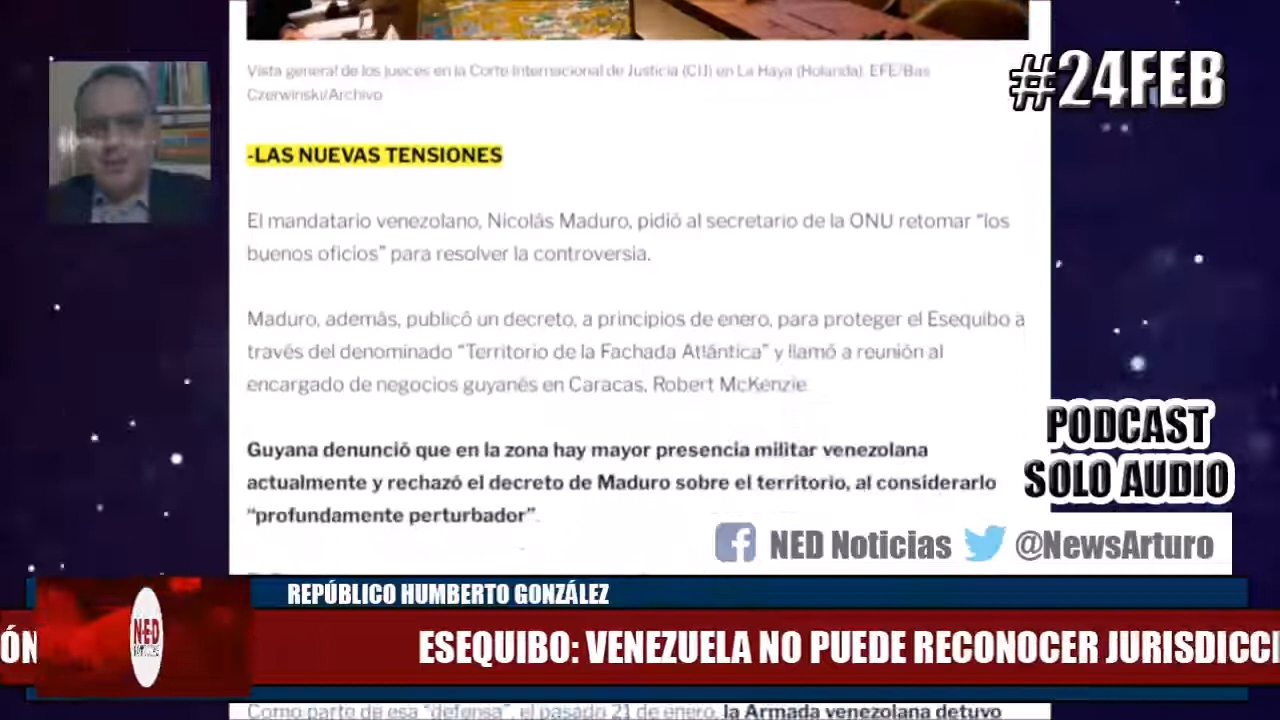 Vista general de los jueces en la Corte Internacional de Justicia (CIJ) en La Haya (Holanda). EFE/Bas
Czerwinski/Archivo
#24FEB
-LAS NUEVAS TENSIONES
El mandatario venezolano, Nicolás Maduro, pidió al secretario de la ONU retomar “los
buenos oficios” para resolver la controversia.
Maduro, además, publicó un decreto, a principios de enero, para proteger el Esequibo a
través del denominado “Territorio de la Fachada Atlántica” y llamó a reunión al
encargado de negocios guyanés en Caracas, Robert McKenzie
Guyana denunció que en la zona hay mayor presencia militar venezolana
actualmente y rechazó el decreto de Maduro sobre el territorio, al considerarlo
“profundamente perturbador”.
PODCAST
SOLO AUDIO
NED Noticias @NewsArturo
REPÚBLICO HUMBERTO GONZÁLEZ
ÓN
NED
ESEQUIBO: VENEZUELA NO PUEDE RECONOCER JURISDICCI
Como parte de esa “defensa”, el pasado 21 de enero, la Armada venezolana detuvo